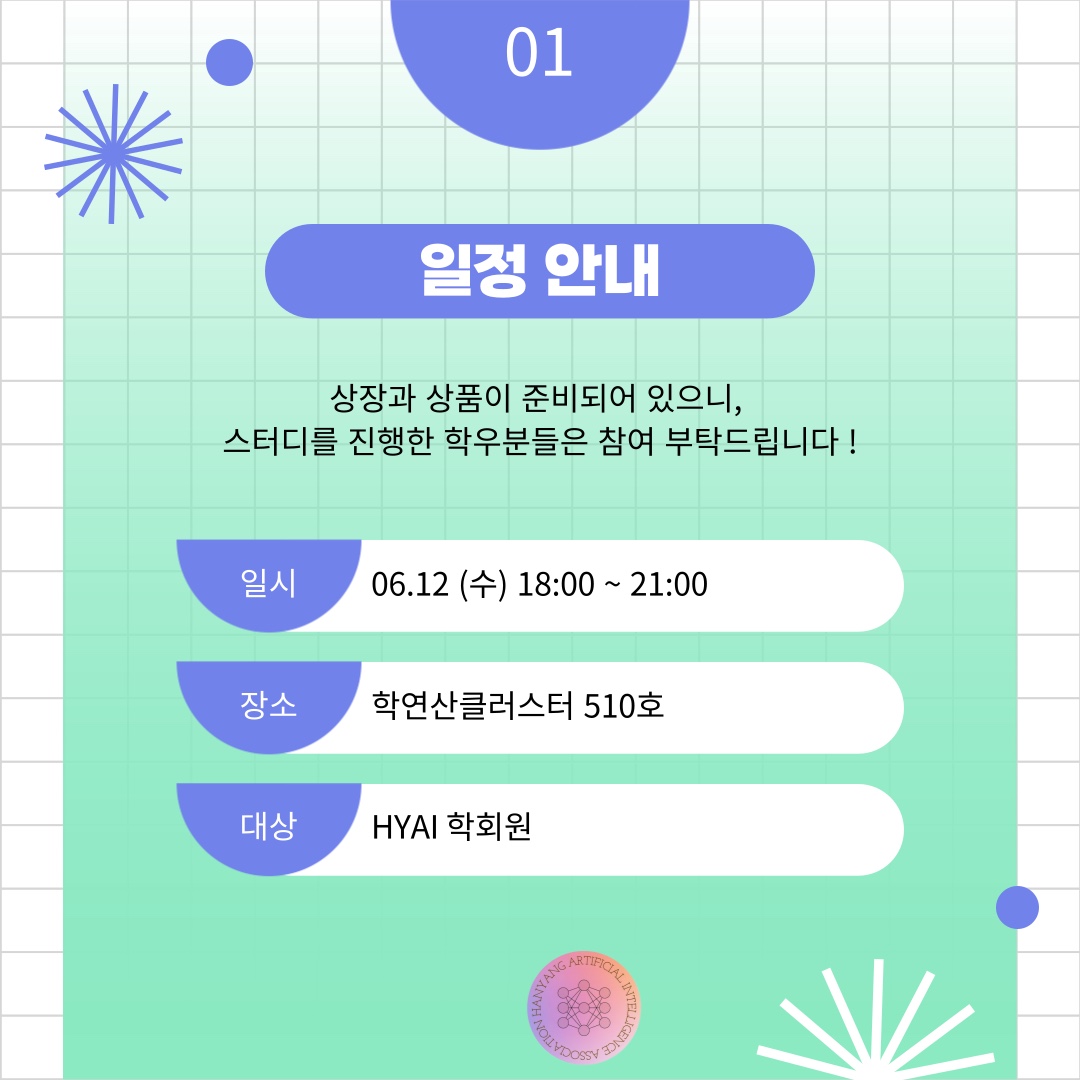 01
일정 안내
상장과 상품이 준비되어 있으니,
스터디를 진행한 학우분들은 참여 부탁드립니다 !
일시 06.12 (수) 18:00 ~ 21:00
장소 학연산클러스터 510호
대상 HYAI 학회원
HANYANG ARTIFICIAL INTELLIGENCE ASSOCIATION